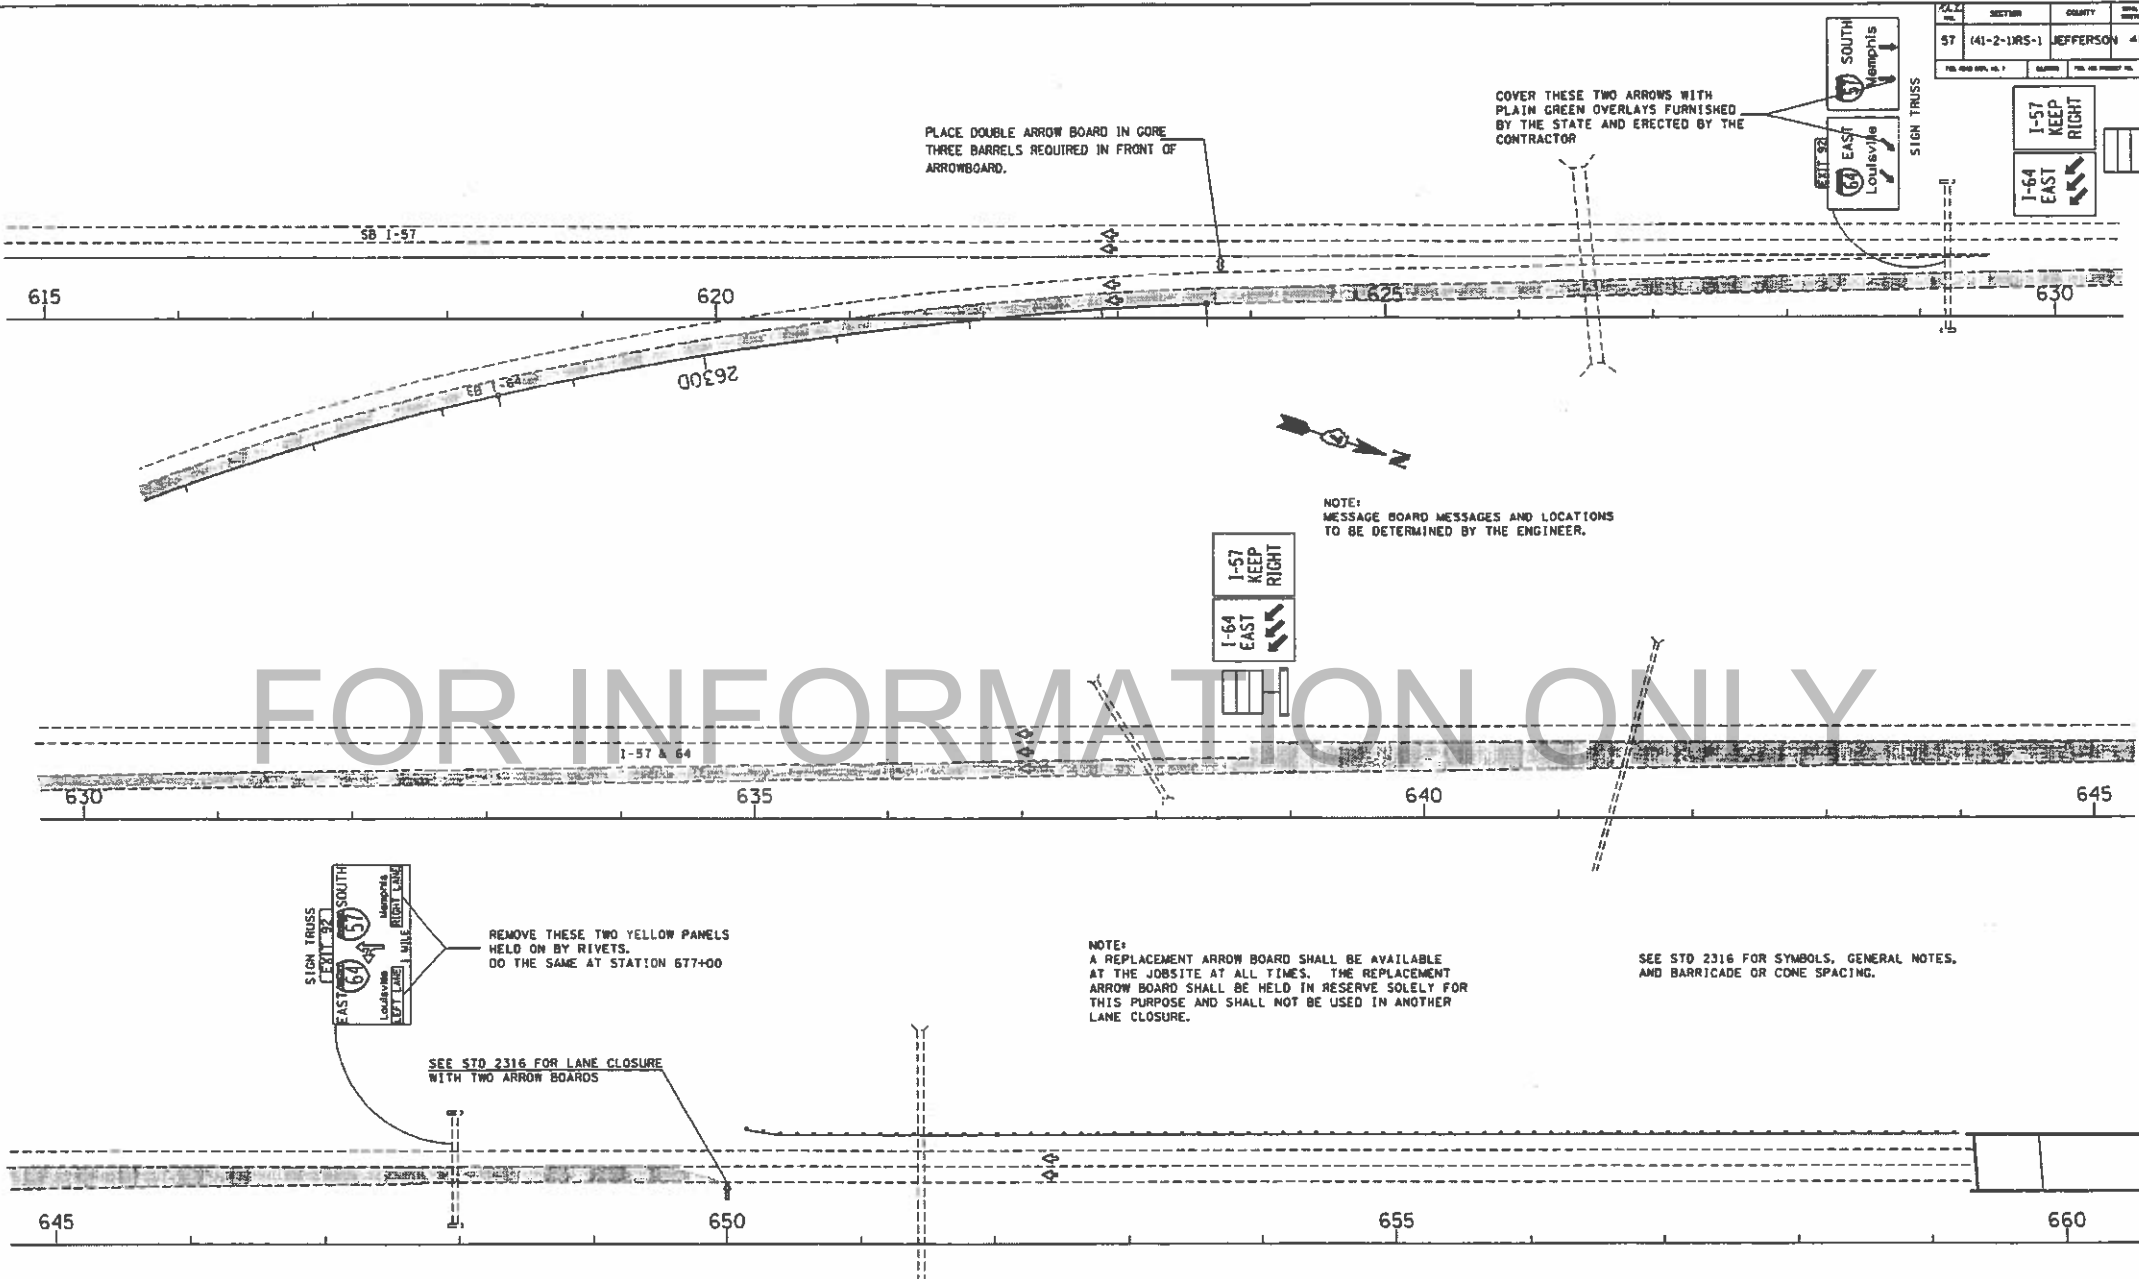 SECTION
COUNTY
57
(41-2-1)RS-1
JEFFERSON
57 SOUTH
Memphis
EXIT 92
64 EAST
Louisville
SIGN TRUSS
I-57
KEEP
RIGHT
I-64
EAST
COVER THESE TWO ARROWS WITH
PLAIN GREEN OVERLAYS FURNISHED
BY THE STATE AND ERECTED BY THE
CONTRACTOR
PLACE DOUBLE ARROW BOARD IN GORE
THREE BARRELS REQUIRED IN FRONT OF
ARROWBOARD.
SB I-57
615
620
625
630
EB I-64
2630D
N
NOTE:
MESSAGE BOARD MESSAGES AND LOCATIONS
TO BE DETERMINED BY THE ENGINEER.
I-57
KEEP
RIGHT
I-64
EAST
FOR INFORMATION ONLY
I-57 & 64
630
635
640
645
SIGN TRUSS
EXIT 92
SOUTH
57
Memphis
RIGHT LANE
1 MILE
EAST
64
Louisville
LEFT LANE
REMOVE THESE TWO YELLOW PANELS
HELD ON BY RIVETS.
DO THE SAME AT STATION 677+00
NOTE:
A REPLACEMENT ARROW BOARD SHALL BE AVAILABLE
AT THE JOBSITE AT ALL TIMES. THE REPLACEMENT
ARROW BOARD SHALL BE HELD IN RESERVE SOLELY FOR
THIS PURPOSE AND SHALL NOT BE USED IN ANOTHER
LANE CLOSURE.
SEE STD 2316 FOR SYMBOLS, GENERAL NOTES,
AND BARRICADE OR CONE SPACING.
SEE STD 2316 FOR LANE CLOSURE
WITH TWO ARROW BOARDS
645
650
655
660